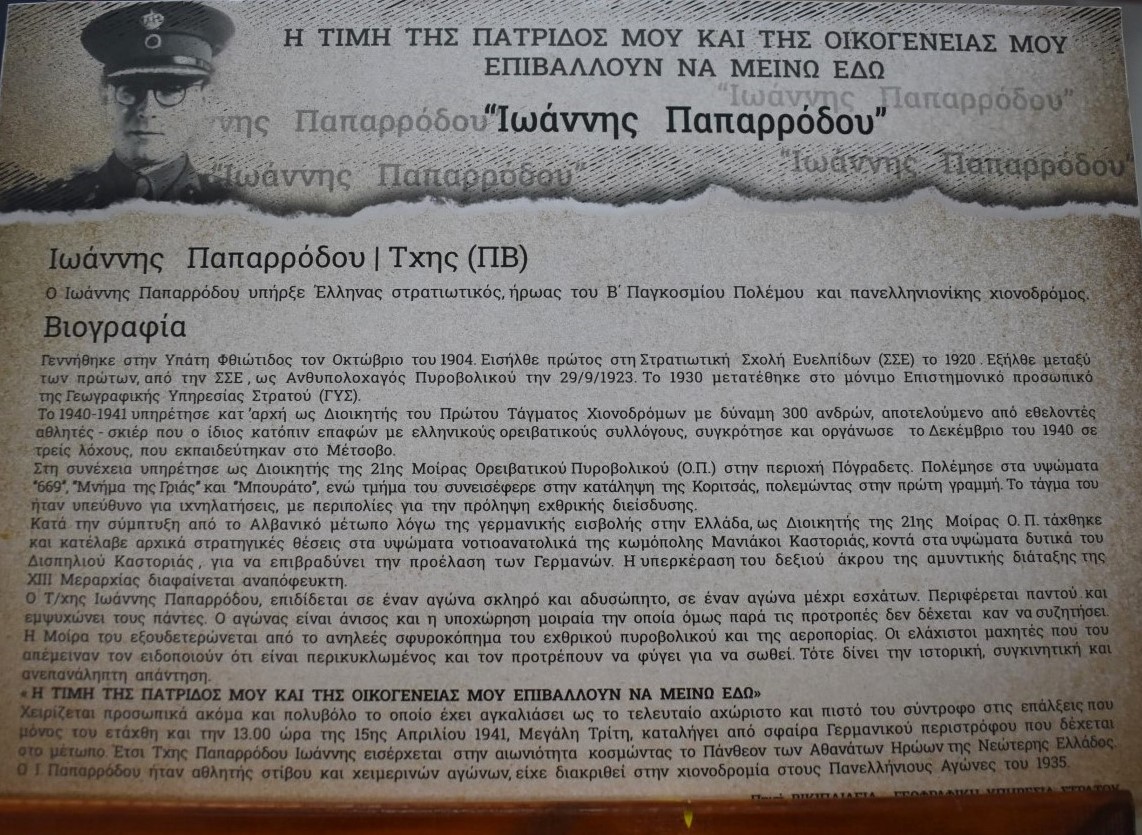 Η ΤΙΜΗ ΤΗΣ ΠΑΤΡΙΔΟΣ ΜΟΥ ΚΑΙ ΤΗΣ ΟΙΚΟΓΕΝΕΙΑΣ ΜΟΥ
ΕΠΙΒΑΛΛΟΥΝ ΝΑ ΜΕΙΝΩ ΕΔΩ
"Ιωάννης Παπαρρόδου"
νης Παπαρρόδου "Ιωάννης Παπαρρόδου"
"Ιωάννης Παπαρρόδου"
"Ιωάννης Παπαρρόδου"
Ιωάννης Παπαρρόδου | Τχης (ΠΒ)
Ο Ιωάννης Παπαρρόδου υπήρξε Έλληνας στρατιωτικός, ήρωας του Β΄ Παγκοσμίου Πολέμου και πανελληνιονίκης χιονοδρόμος.
Βιογραφία
Γεννήθηκε στην Υπάτη Φθιώτιδος τον Οκτώβριο του 1904. Εισήλθε πρώτος στη Στρατιωτική Σχολή Ευελπίδων (ΣΣΕ) το 1920 . Εξήλθε μεταξύ
των πρώτων, από την ΣΣΕ , ως Ανθυπολοχαγός Πυροβολικού την 29/9/1923. Το 1930 μετατέθηκε στο μόνιμο Επιστημονικό προσωπικό
της Γεωγραφικής Υπηρεσίας Στρατού (ΓΥΣ).
Το 1940-1941 υπηρέτησε κατ 'αρχή ως Διοικητής του Πρώτου Τάγματος Χιονοδρόμων με δύναμη 300 ανδρών, αποτελούμενο από εθελοντές
αθλητές - σκιέρ που ο ίδιος κατόπιν επαφών με ελληνικούς ορειβατικούς συλλόγους, συγκρότησε και οργάνωσε το Δεκέμβριο του 1940 σε
τρείς λόχους, που εκπαιδεύτηκαν στο Μέτσοβο.
Στη συνέχεια υπηρέτησε ως Διοικητής της 21ης Μοίρας Ορειβατικού Πυροβολικού (Ο.Π.) στην περιοχή Πόγραδετς. Πολέμησε στα υψώματα
"669", "Μνήμα της Γριάς" και "Μπουράτο", ενώ τμήμα του συνεισέφερε στην κατάληψη της Κοριτσάς, πολεμώντας στην πρώτη γραμμή. Το τάγμα του
ήταν υπεύθυνο για ιχνηλατήσεις, με περιπολίες για την πρόληψη εχθρικής διείσδυσης.
Κατά την σύμπτυξη από το Αλβανικό μέτωπο λόγω της γερμανικής εισβολής στην Ελλάδα, ως Διοικητής της 21ης Μοίρας Ο. Π. τάχθηκε
και κατέλαβε αρχικά στρατηγικές θέσεις στα υψώματα νοτιοανατολικά της κωμόπολης Μανιάκοι Καστοριάς, κοντά στα υψώματα δυτικά του
Δισπηλιού Καστοριάς , για να επιβραδύνει την προέλαση των Γερμανών. Η υπερκέραση του δεξιού άκρου της αμυντικής διάταξης της
ΧΙΙΙ Μεραρχίας διαφαίνεται αναπόφευκτη.
Ο Τ/χης Ιωάννης Παπαρρόδου, επιδίδεται σε έναν αγώνα σκληρό και αδυσώπητο, σε έναν αγώνα μέχρι εσχάτων. Περιφέρεται παντού και
εμψυχώνει τους πάντες. Ο αγώνας είναι άνισος και η υποχώρηση μοιραία την οποία όμως παρά τις προτροπές δεν δέχεται καν να συζητήσει.
Η Μοίρα του εξουδετερώνεται από το ανηλεές σφυροκόπημα του εχθρικού πυροβολικού και της αεροπορίας. Οι ελάχιστοι μαχητές που του
απέμειναν τον ειδοποιούν ότι είναι περικυκλωμένος και τον προτρέπουν να φύγει για να σωθεί. Τότε δίνει την ιστορική, συγκινητική και
ανεπανάληπτη απάντηση.
« Η ΤΙΜΗ ΤΗΣ ΠΑΤΡΙΔΟΣ ΜΟΥ ΚΑΙ ΤΗΣ ΟΙΚΟΓΕΝΕΙΑΣ ΜΟΥ ΕΠΙΒΑΛΛΟΥΝ ΝΑ ΜΕΙΝΩ ΕΔΩ»
Χειρίζεται προσωπικά ακόμα και πολυβόλο το οποίο έχει αγκαλιάσει ως το τελευταίο αχώριστο και πιστό του σύντροφο στις επάλξεις που
μόνος του ετάχθη και την 13.00 ώρα της 15ης Απριλίου 1941, Μεγάλη Τρίτη, καταλήγει από σφαίρα Γερμανικού περιστρόφου που δέχεται
στο μέτωπο. Έτσι Τχης Παπαρρόδου Ιωάννης εισέρχεται στην αιωνιότητα κοσμώντας το Πάνθεον των Αθανάτων Ηρώων της Νεώτερης Ελλάδος.
Ο Ι. Παπαρρόδου ήταν αθλητής στίβου και χειμερινών αγώνων, είχε διακριθεί στην χιονοδρομία στους Πανελλήνιους Αγώνες του 1935.